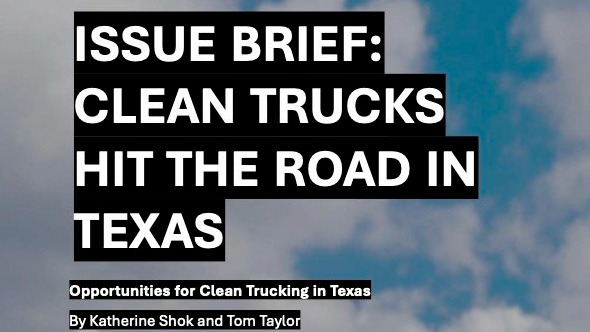 ISSUE BRIEF:
CLEAN TRUCKS
HIT THE ROAD IN
TEXAS
Opportunities for Clean Trucking in Texas
By Katherine Shok and Tom Taylor